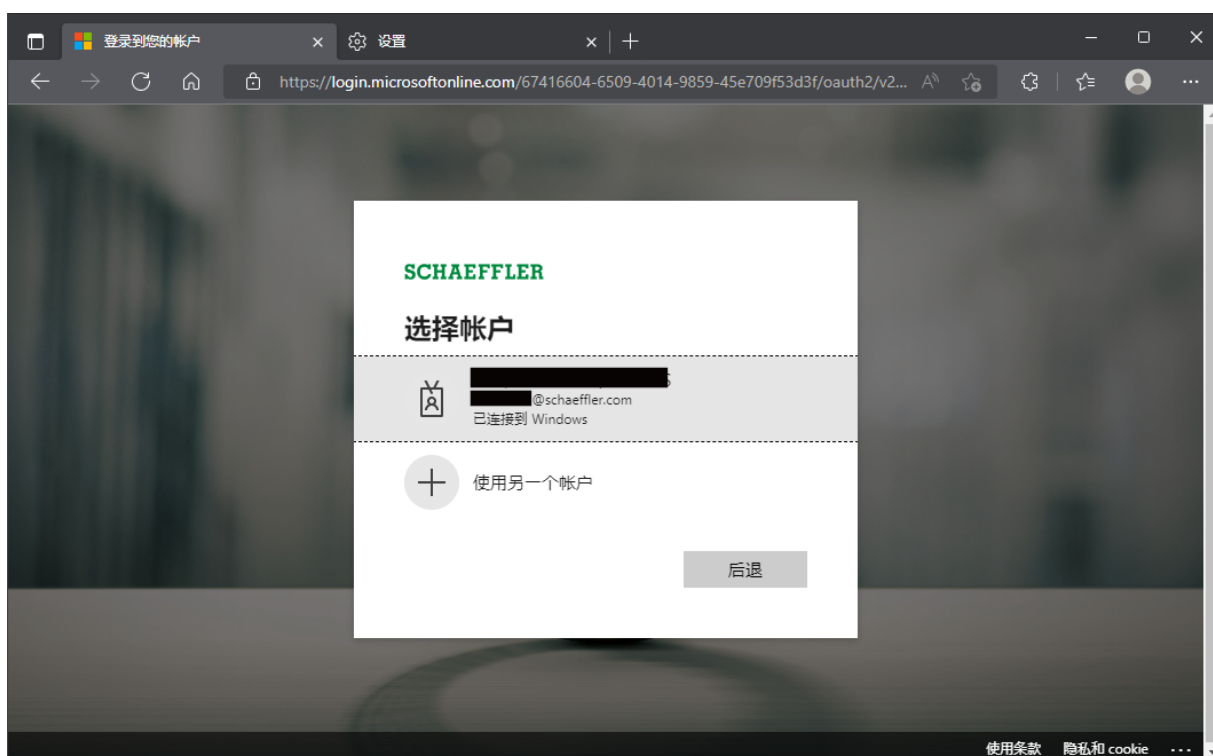 登录到您的帐户
设置
https://login.microsoftonline.com/67416604-6509-4014-9859-45e709f53d3f/oauth2/v2...
SCHAEFFLER
选择帐户
@schaeffler.com
已连接到 Windows
使用另一个帐户
后退
使用条款 隐私和 cookie ...